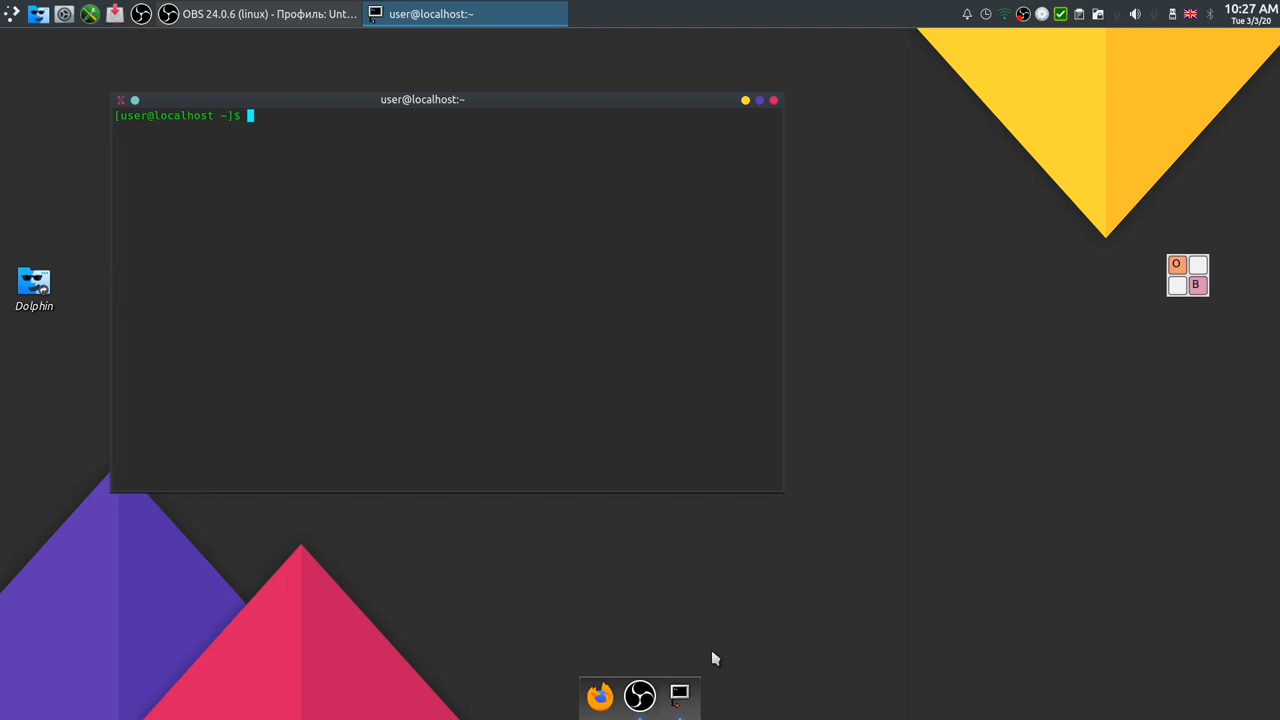 OBS 24.0.6 (linux) - Профиль: Unt...
user@localhost:~
10:27 AM
Tue 3/3/20
user@localhost:~
[user@localhost ~]$
Dolphin
O
B